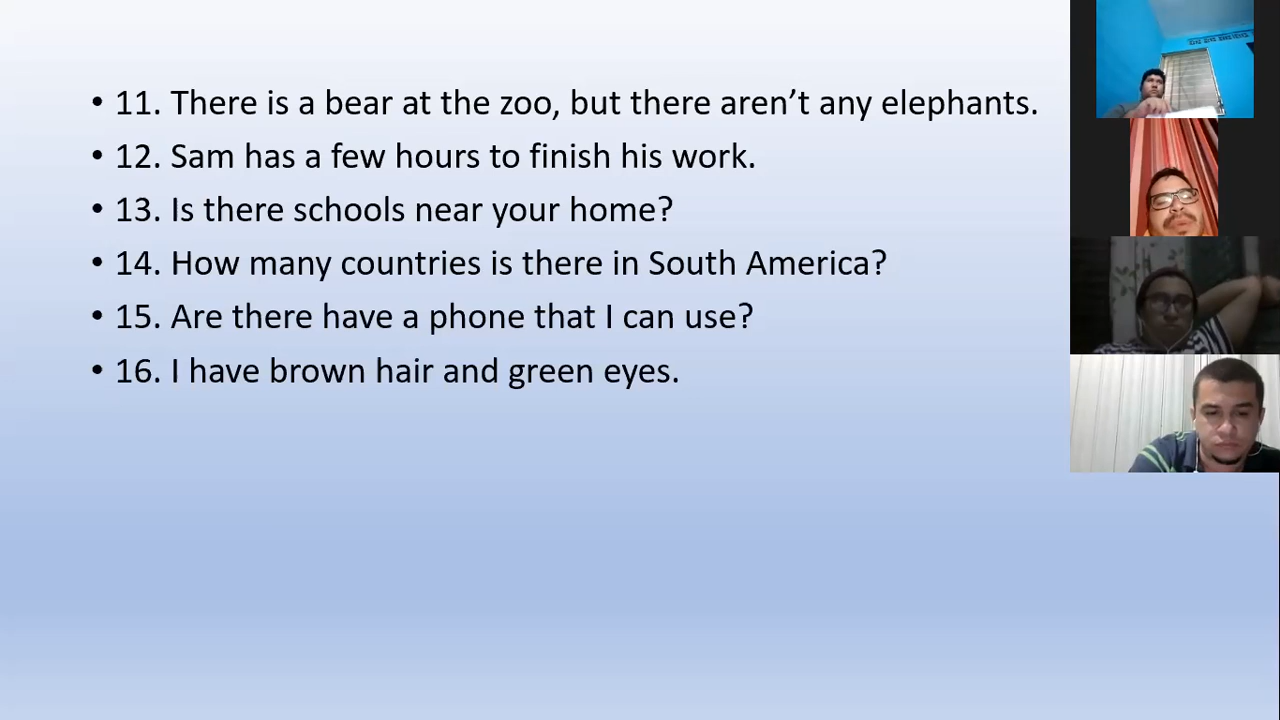 • 11. There is a bear at the zoo, but there aren’t any elephants.
• 12. Sam has a few hours to finish his work.
• 13. Is there schools near your home?
• 14. How many countries is there in South America?
• 15. Are there have a phone that I can use?
• 16. I have brown hair and green eyes.